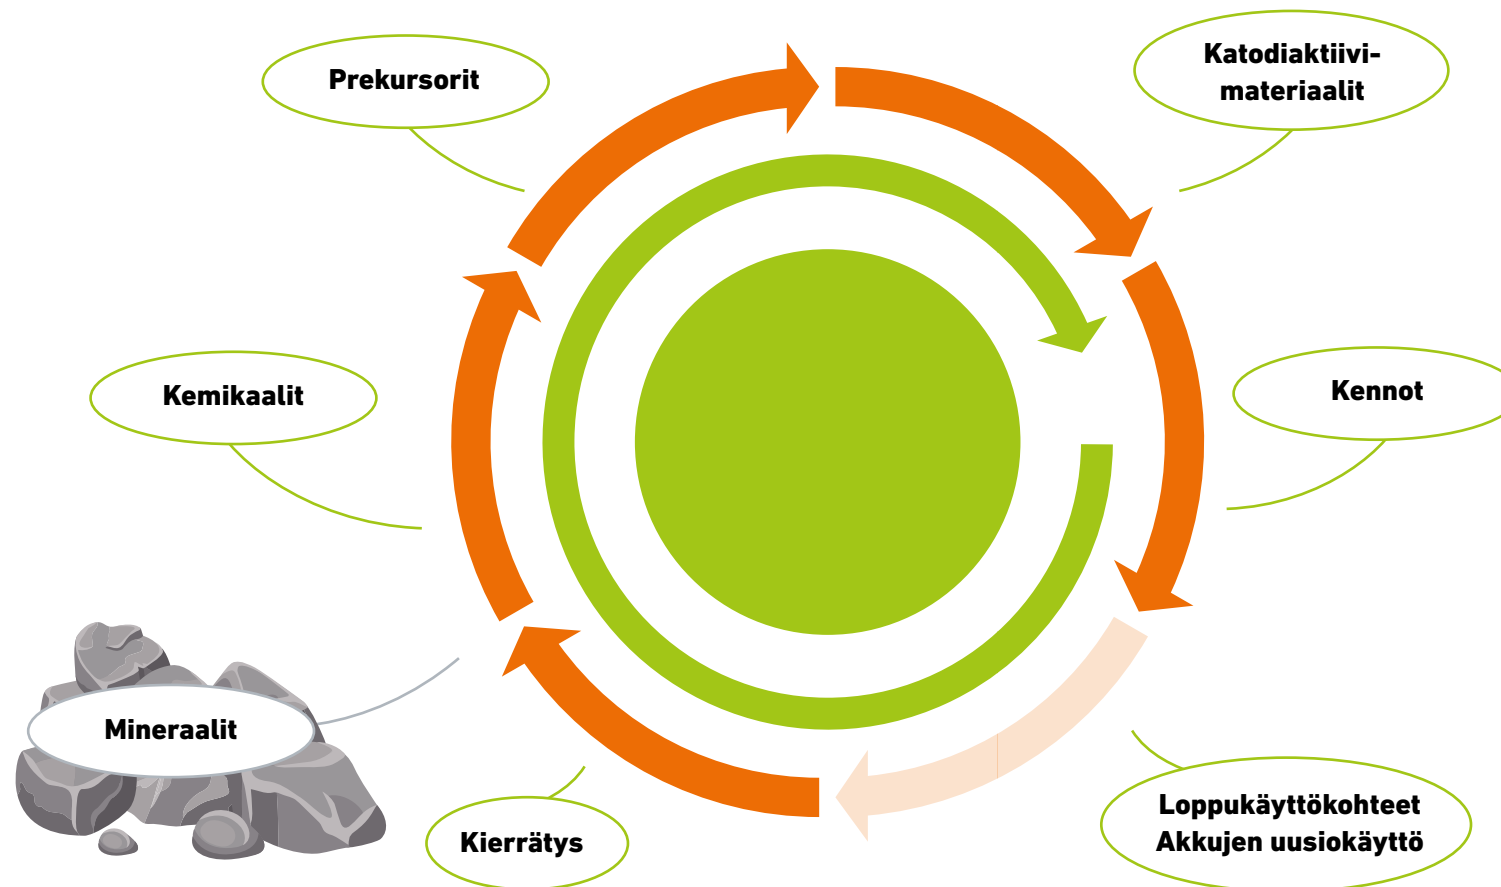 Prekursorit
Katodiaktiivi-
materiaalit
Kemikaalit
Kennot
Mineraalit
Kierrätys
Loppukäyttökohteet
Akkujen uusiokäyttö